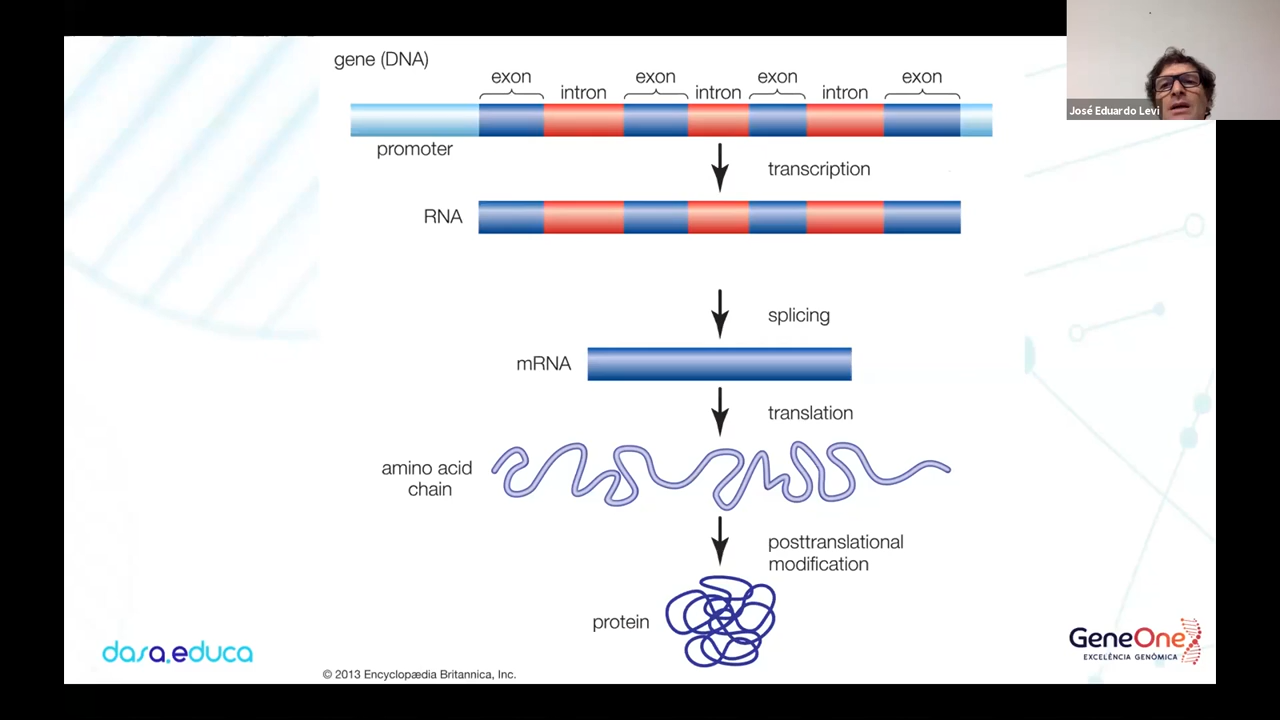 gene (DNA)
exon
exon
exon
exon
intron
intron
intron
promoter
transcription
RNA
splicing
mRNA
translation
amino acid
chain
posttranslational
modification
protein
© 2013 Encyclopædia Britannica, Inc.
dasa.educa
GeneOne
EXCELÊNCIA GENÔMICA
José Eduardo Levi